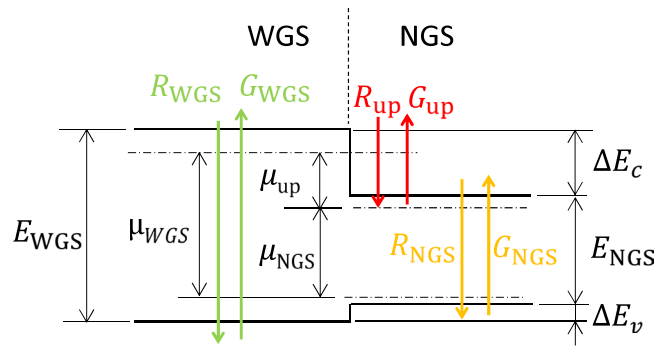 WGS NGS
R_WGS G_WGS R_up G_up
ΔE_c
μ_up
E_WGS μ_WGS
μ_NGS R_NGS G_NGS E_NGS
ΔE_v